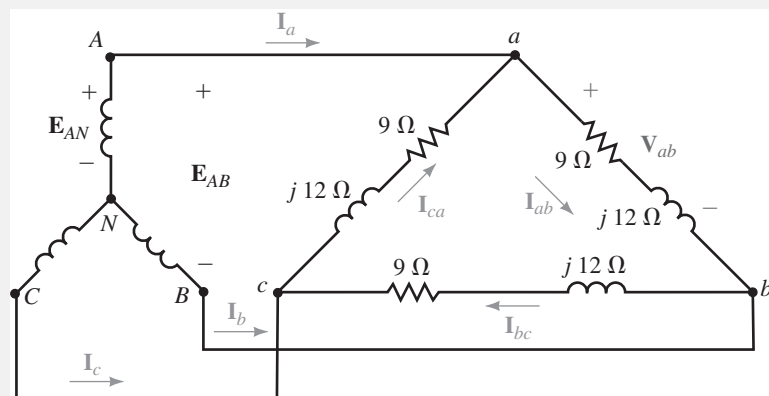 I_a
A
a
+
+
+
9 Ω
E_AN
V_ab
9 Ω
−
E_AB
j 12 Ω
I_ca
I_ab
j 12 Ω
−
N
9 Ω
j 12 Ω
−
C
B
c
b
I_b
I_bc
I_c